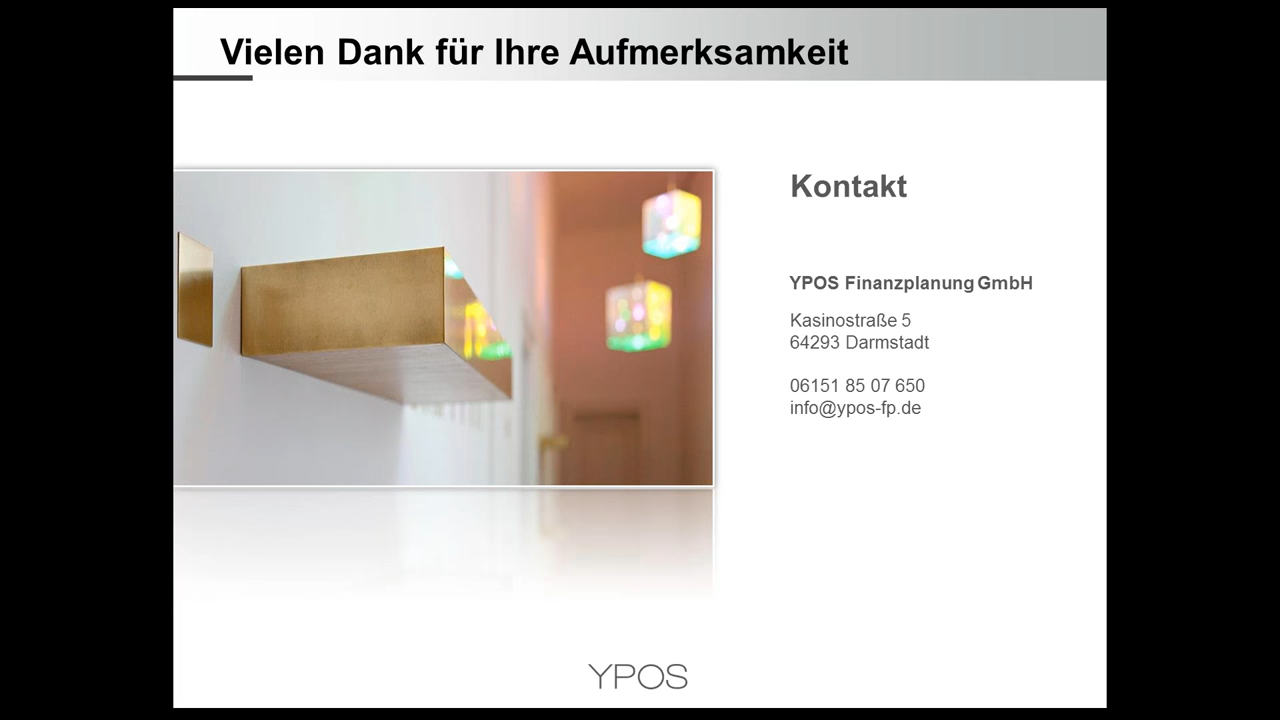 Vielen Dank für Ihre Aufmerksamkeit
Kontakt
YPOS Finanzplanung GmbH
Kasinostraße 5
64293 Darmstadt
06151 85 07 650
info@ypos-fp.de
YPOS